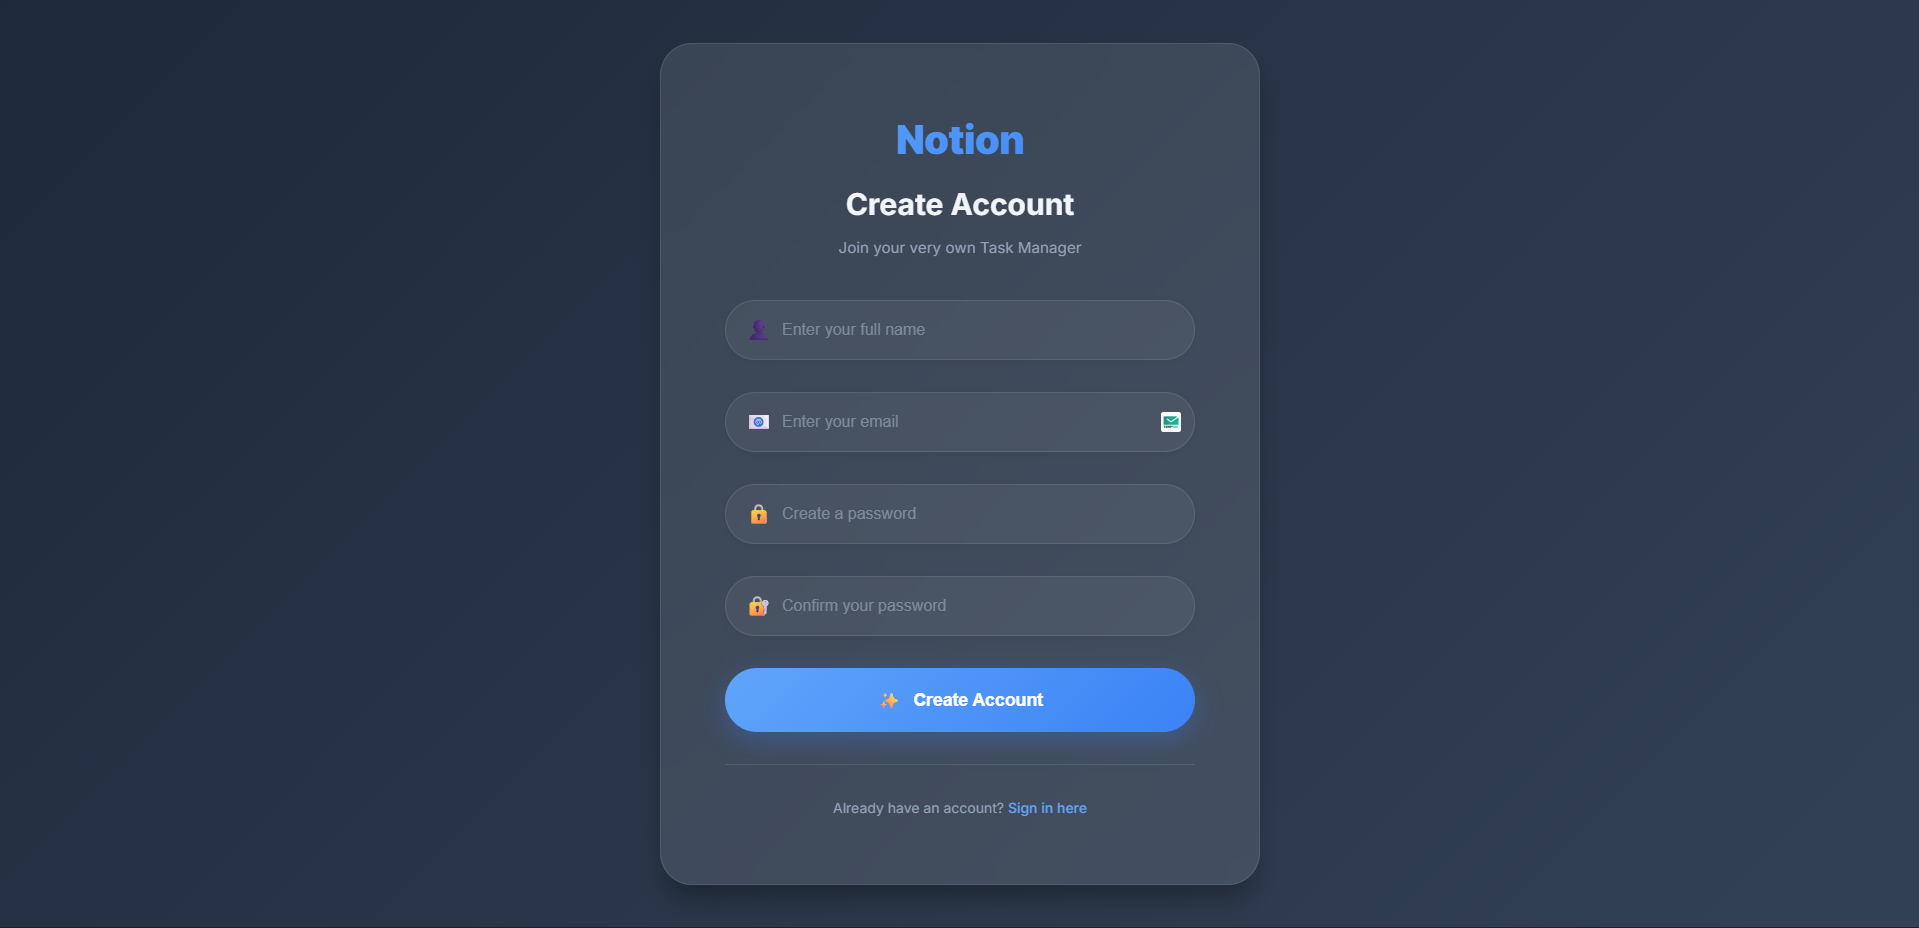 Notion
Create Account
Join your very own Task Manager
Enter your full name
Enter your email
Create a password
Confirm your password
✨ Create Account
Already have an account? Sign in here